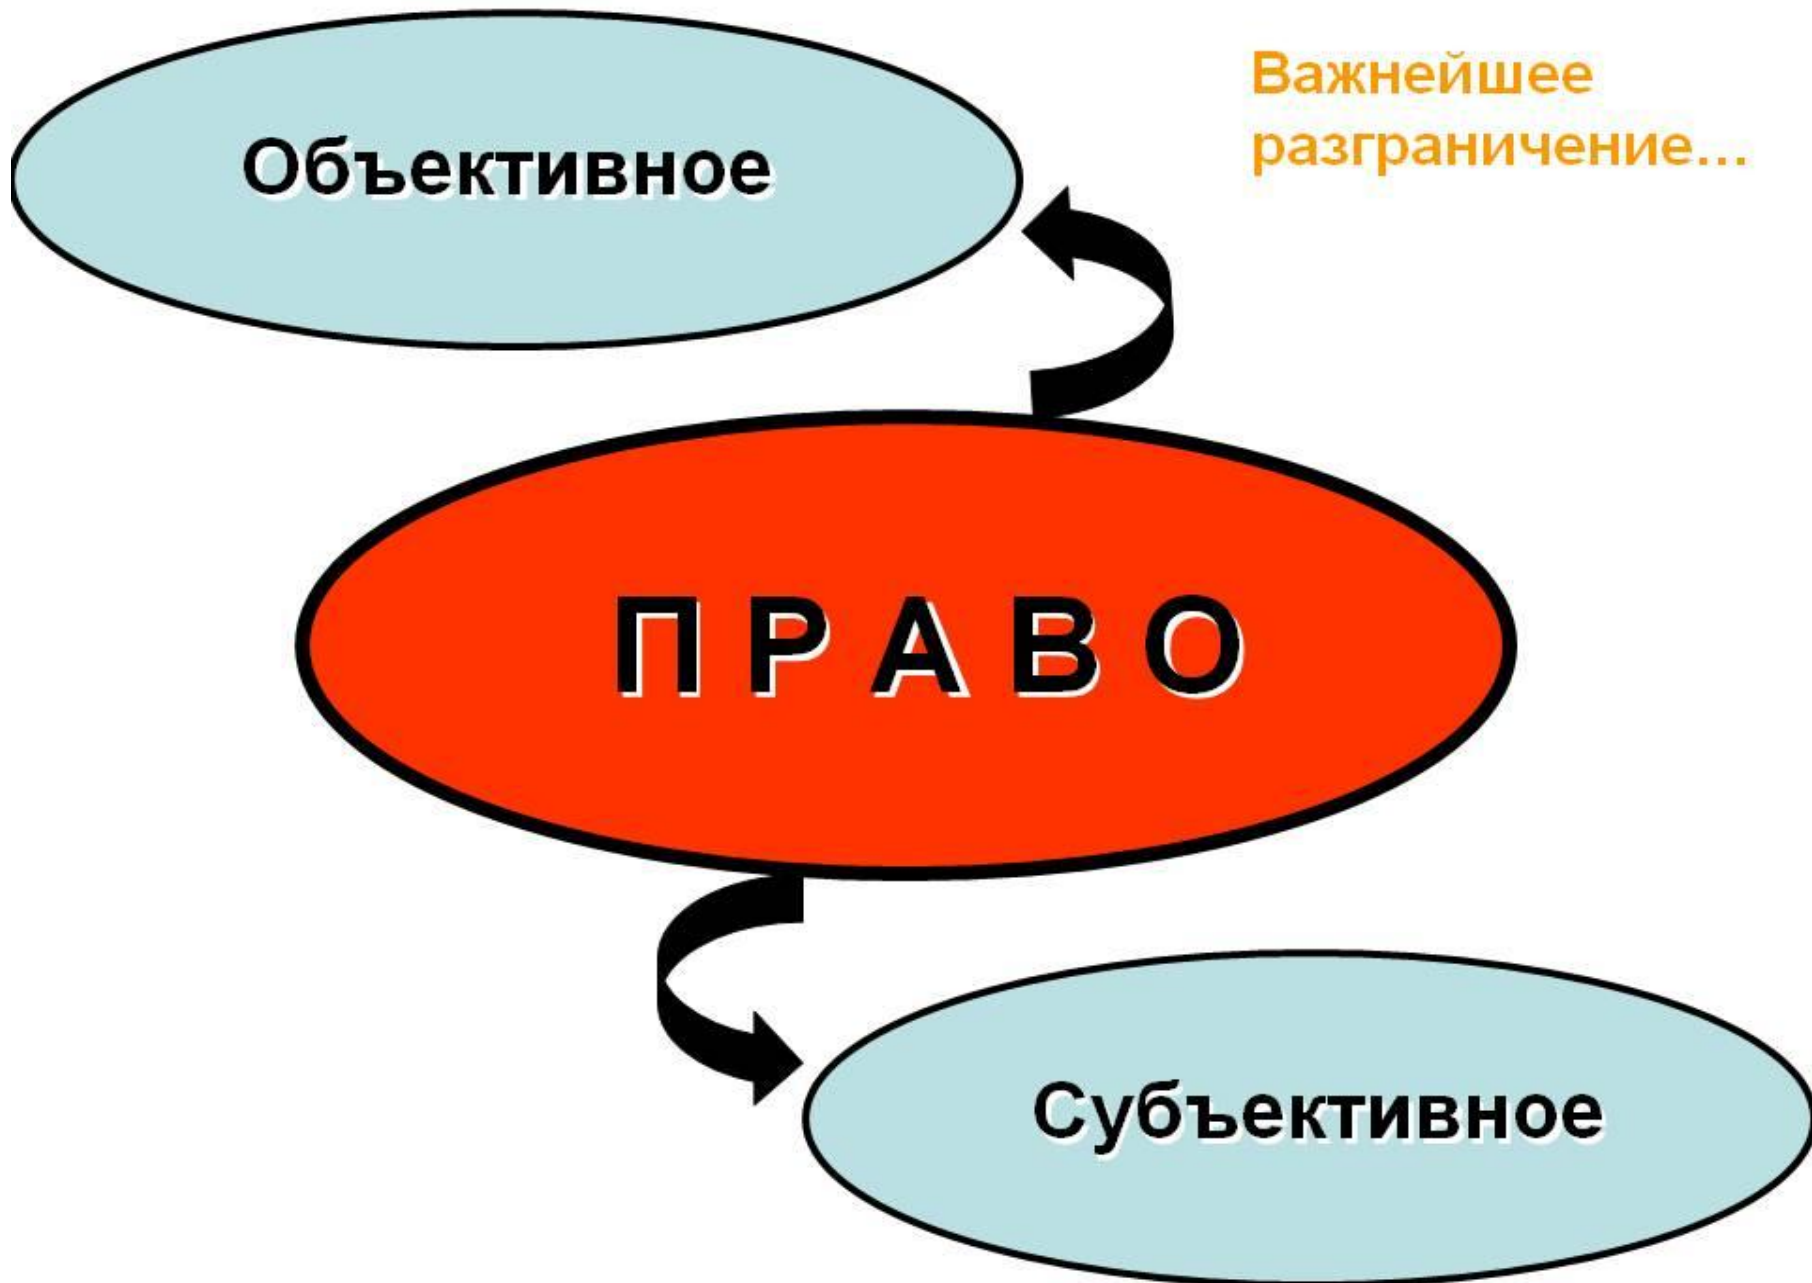 Важнейшее
разграничение...
Объективное
П Р А В О
Субъективное